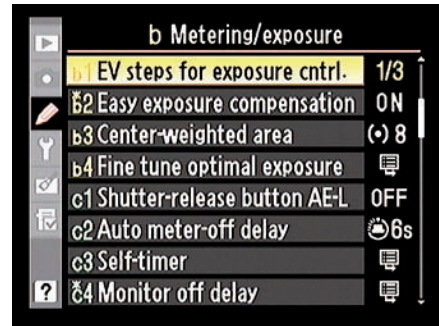 b Metering/exposure
b1 EV steps for exposure cntrl. 1/3
b2 Easy exposure compensation ON
b3 Center-weighted area (•) 8
b4 Fine tune optimal exposure
c1 Shutter-release button AE-L OFF
c2 Auto meter-off delay 6s
c3 Self-timer
c4 Monitor off delay
?